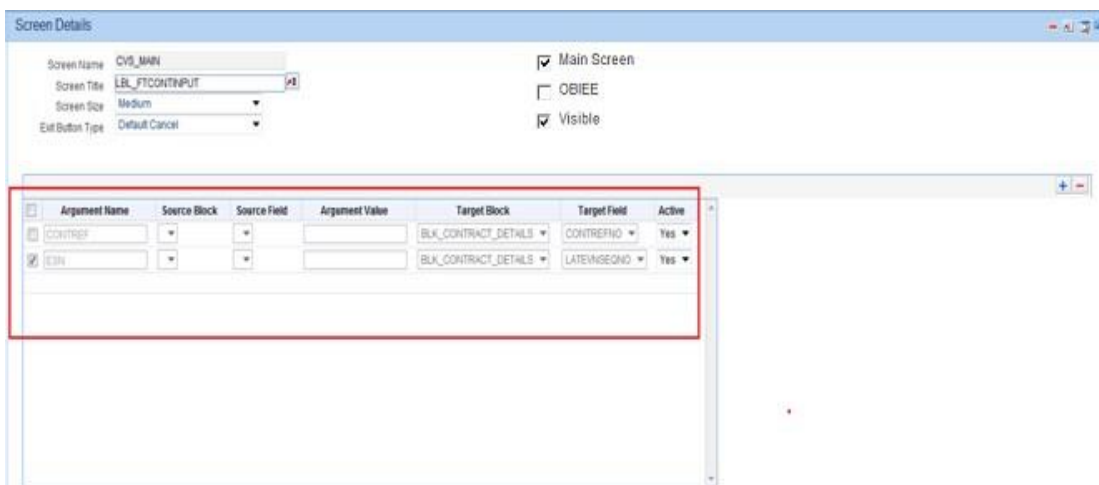 Screen Details
Screen Name CVS_MAIN
Screen Title LBL_FTCONTINPUT
Screen Size Medium
Exit Button Type Default Cancel
Main Screen
OBIEE
Visible
Argument Name Source Block Source Field Argument Value Target Block Target Field Active
CONTREF BLK_CONTRACT_DETAILS CONTREFNO Yes
ESN BLK_CONTRACT_DETAILS LATEVNSEQNO Yes